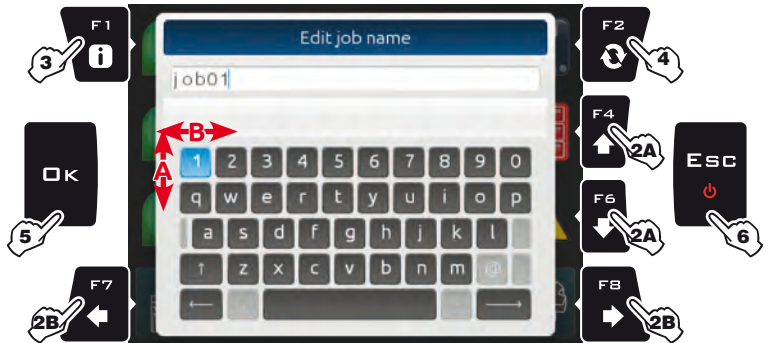 F1
3
Edit job name
F2
4
job01
B
A
F4
2A
OK
5
Esc
6
1 2 3 4 5 6 7 8 9 0
q w e r t y u i o p
a s d f g h j k l
↑ z x c v b n m @
← →
F6
2A
F7
2B
F8
2B